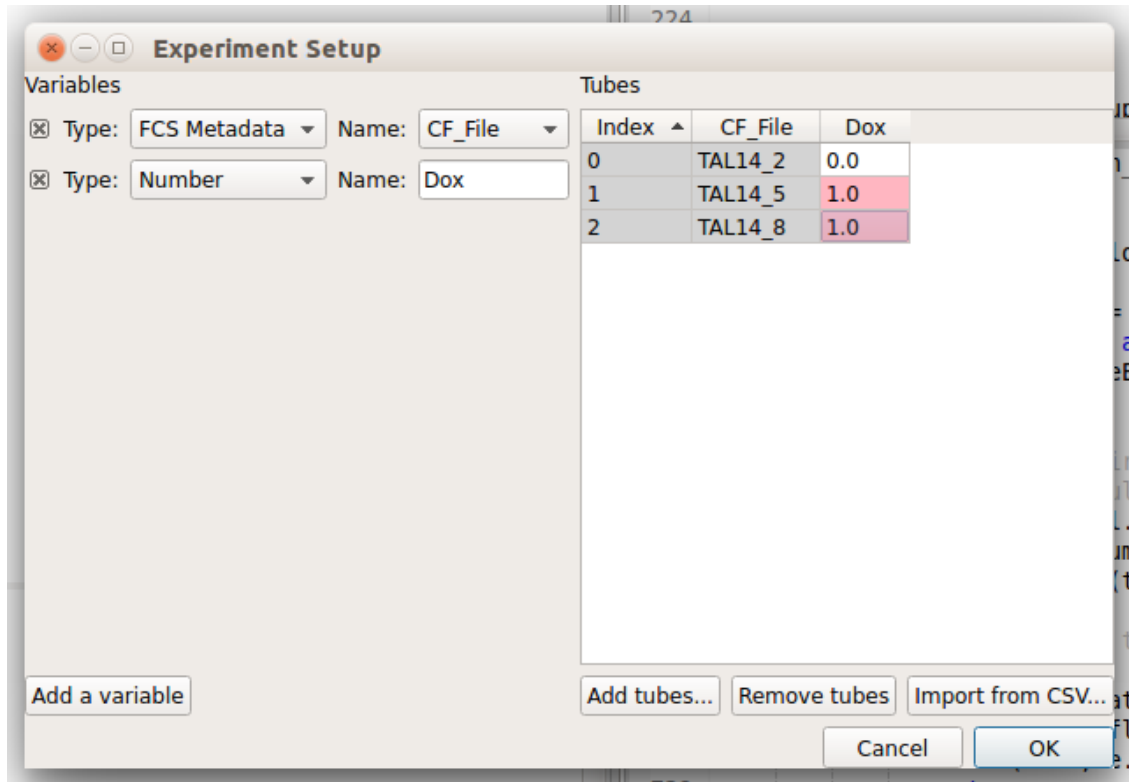 224
Experiment Setup
Variables
Type: FCS Metadata Name: CF_File
Type: Number Name: Dox
Tubes
Index CF_File Dox
0 TAL14_2 0.0
1 TAL14_5 1.0
2 TAL14_8 1.0
Add a variable
Add tubes... Remove tubes Import from CSV...
Cancel OK